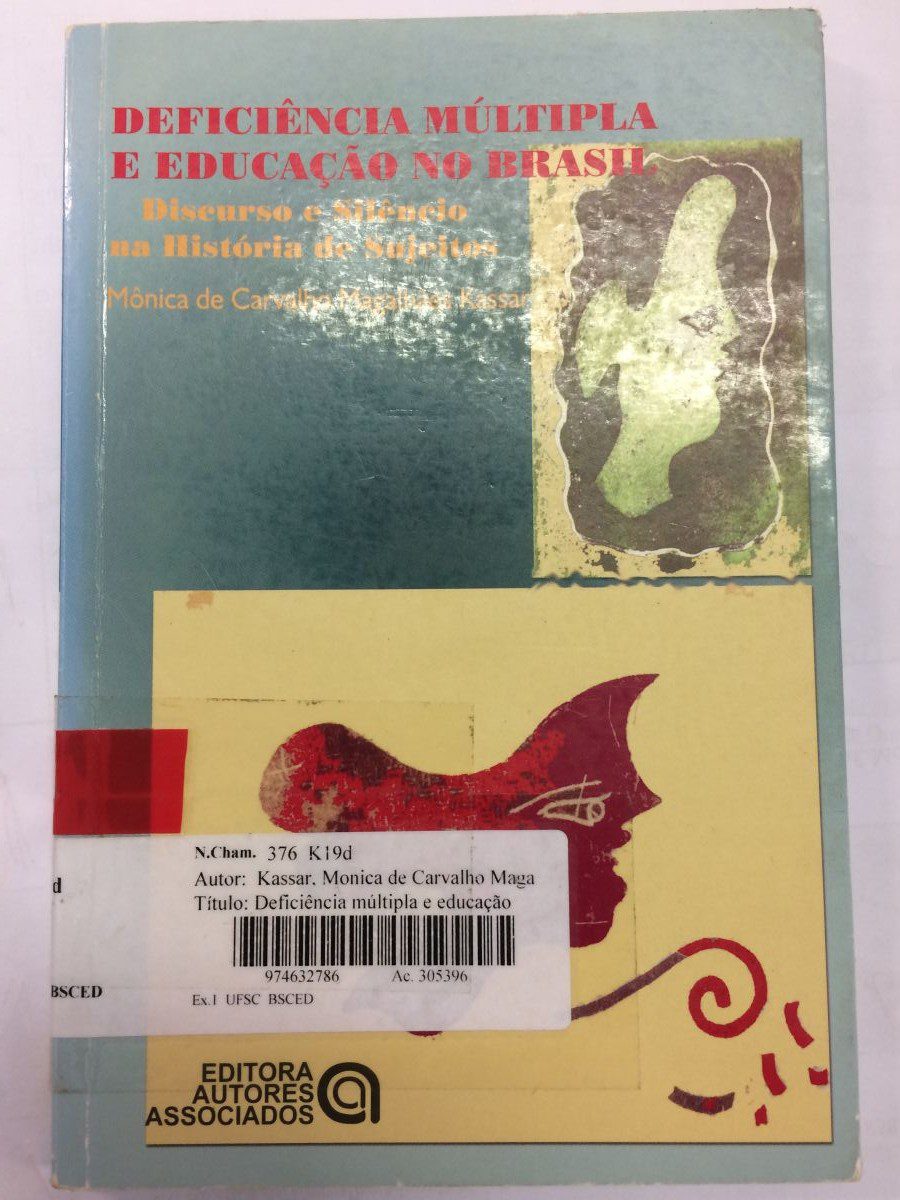 DEFICIÊNCIA MÚLTIPLA
E EDUCAÇÃO NO BRASIL
Discurso e Silêncio
na História de Sujeitos
Mônica de Carvalho Magalhães Kassar
N.Cham. 376 K19d
Autor: Kassar, Monica de Carvalho Maga
Título: Deficiência múltipla e educação
974632786 Ac. 305396
Ex.1 UFSC BSCED
d
BSCED
EDITORA
AUTORES
ASSOCIADOS